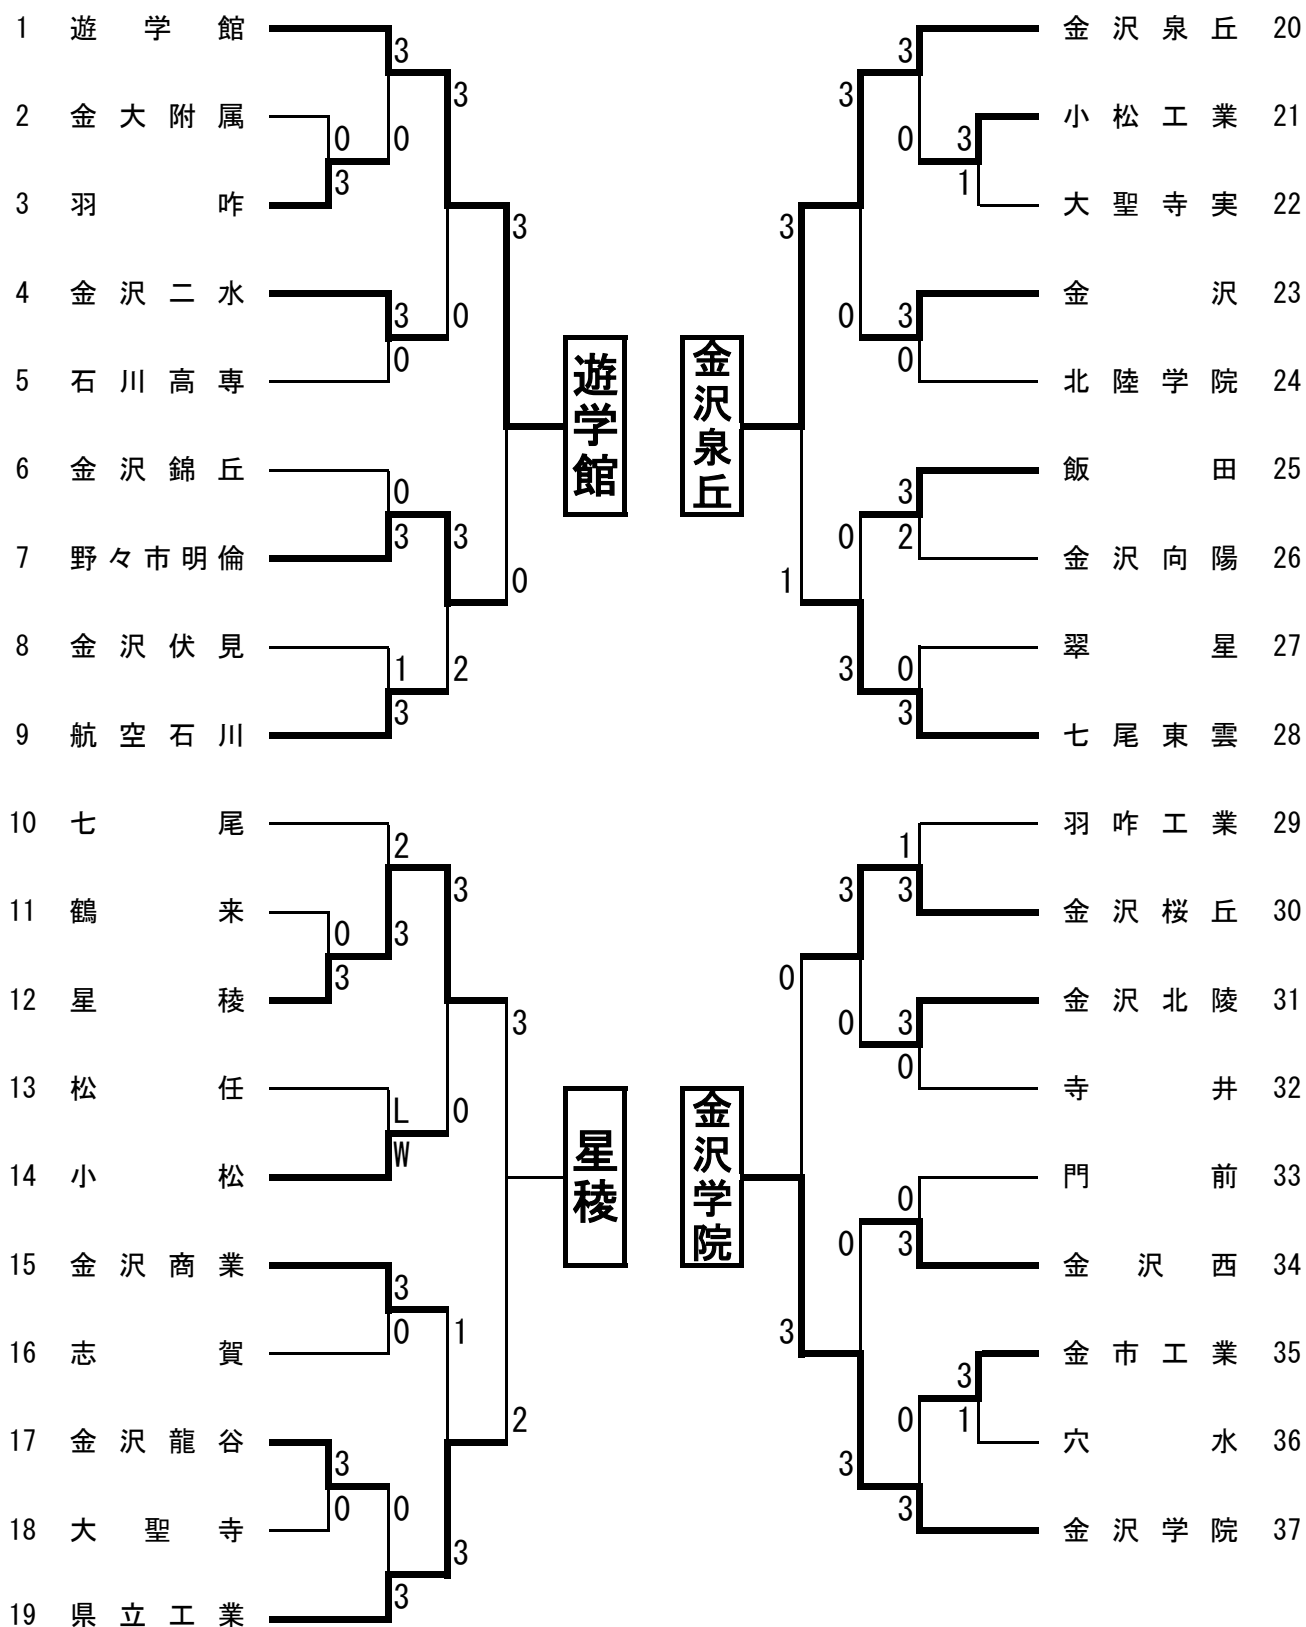 1 遊学館
2 金大附属
3 羽咋
4 金沢二水
5 石川高専
6 金沢錦丘
7 野々市明倫
8 金沢伏見
9 航空石川
10 七尾
11 鶴来
12 星稜
13 松任
14 小松
15 金沢商業
16 志賀
17 金沢龍谷
18 大聖寺
19 県立工業
3
0
0
3
3
0
3
0
3
0
3
3
0
1
3
2
0
2
0
3
3
3
L
W
0
3
3
0
1
3
0
0
3
3
2
遊学館
星稜
金沢泉丘
金沢学院
3
3
0
3
1
3
0
3
0
3
2
0
1
0
3
3
1
3
3
0
3
0
0
0
3
0
3
3
1
0
3
3
金沢泉丘 20
小松工業 21
大聖寺実 22
金沢 23
北陸学院 24
飯田 25
金沢向陽 26
翠星 27
七尾東雲 28
羽咋工業 29
金沢桜丘 30
金沢北陵 31
寺井 32
門前 33
金沢西 34
金市工業 35
穴水 36
金沢学院 37